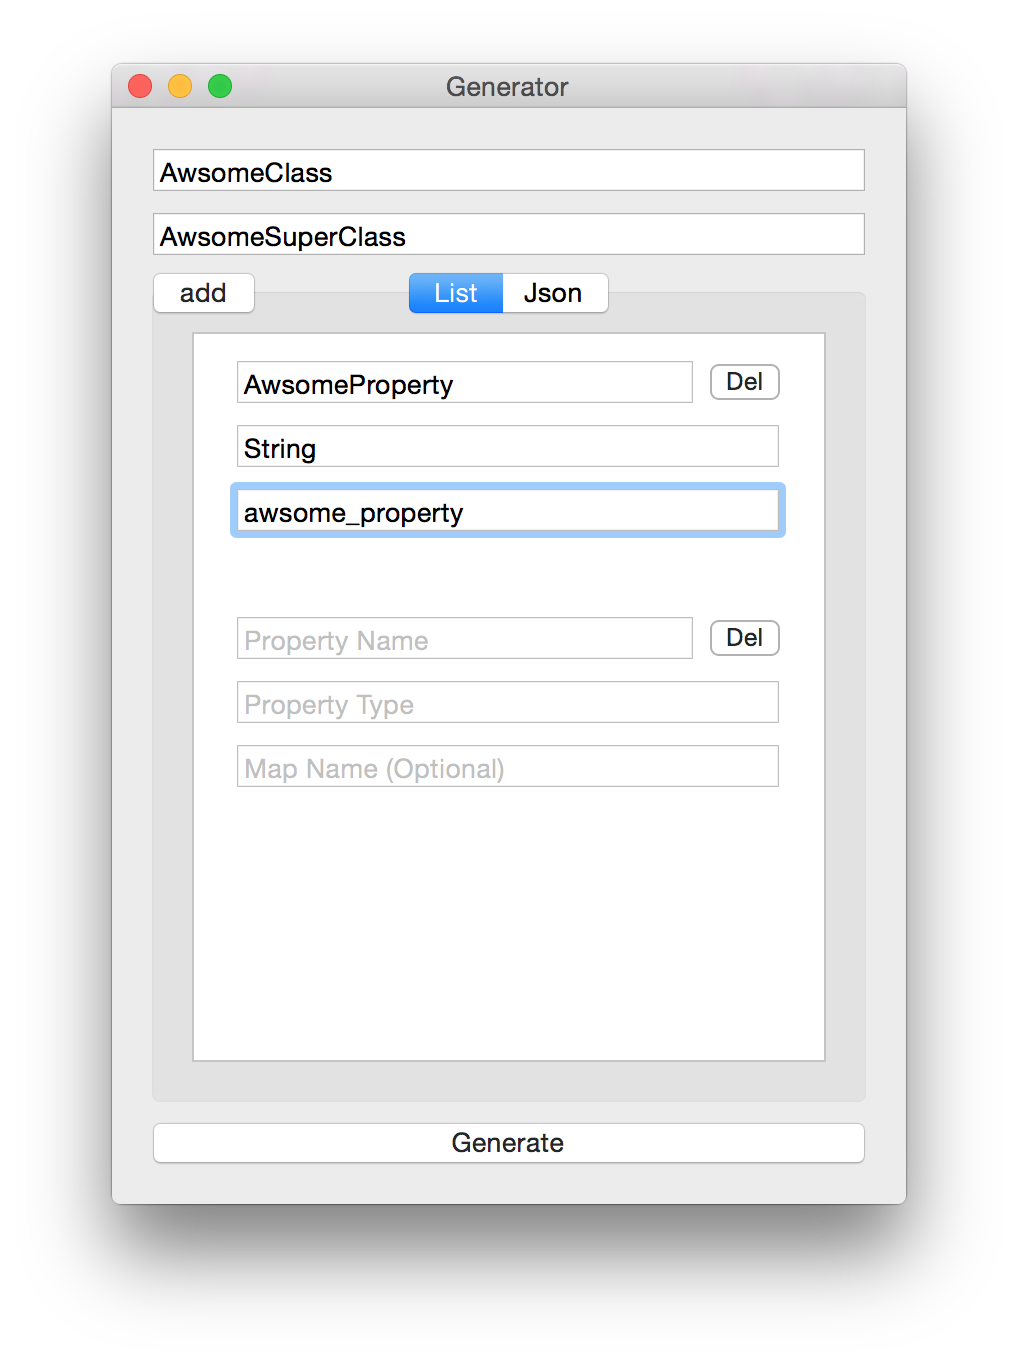 Generator
AwsomeClass
AwsomeSuperClass
add List Json
AwsomeProperty Del
String
awsome_property
Property Name Del
Property Type
Map Name (Optional)
Generate